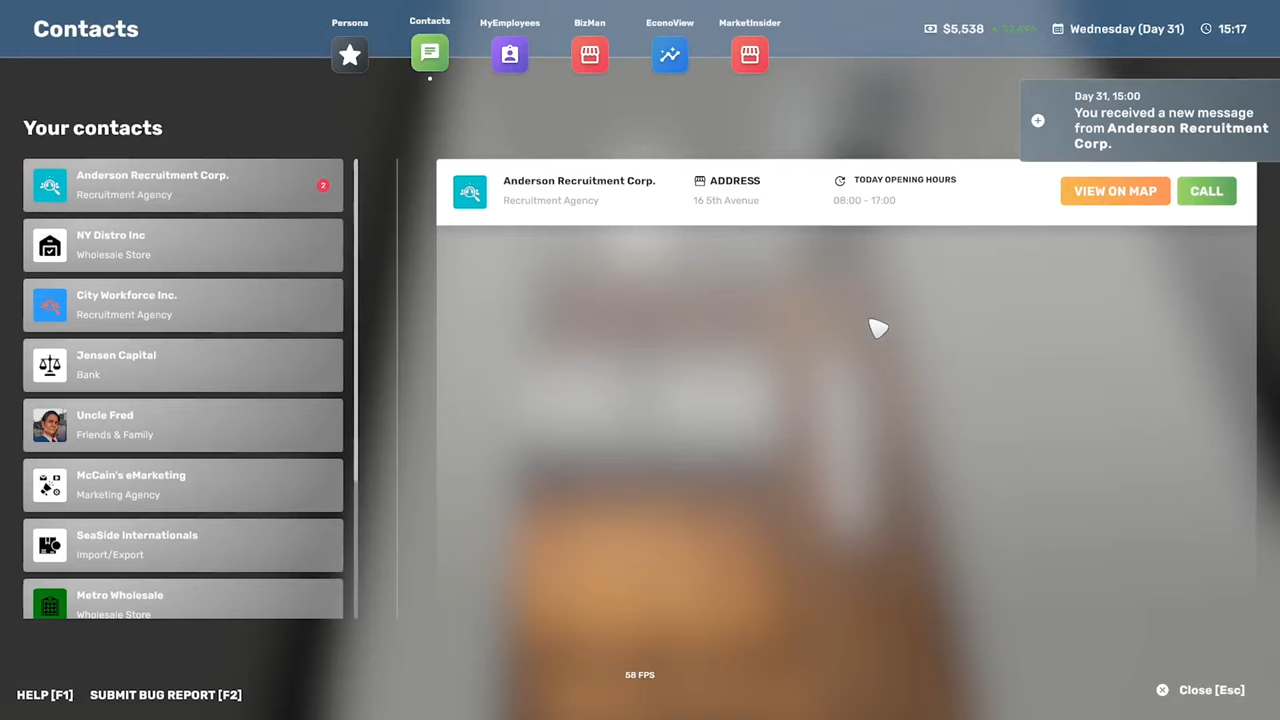 Contacts
Persona
Contacts
MyEmployees
BizMan
EconoView
MarketInsider
$5,538
$3,496
Wednesday (Day 31)
15:17
Day 31, 15:00
You received a new message
from Anderson Recruitment
Corp.
Your contacts
Anderson Recruitment Corp.
Recruitment Agency
2
NY Distro Inc
Wholesale Store
City Workforce Inc.
Recruitment Agency
Jensen Capital
Bank
Uncle Fred
Friends & Family
McCain's eMarketing
Marketing Agency
SeaSide Internationals
Import/Export
Metro Wholesale
Wholesale Store
Anderson Recruitment Corp.
Recruitment Agency
ADDRESS
16 5th Avenue
TODAY OPENING HOURS
08:00 - 17:00
VIEW ON MAP
CALL
58 FPS
HELP [F1]
SUBMIT BUG REPORT [F2]
Close [Esc]